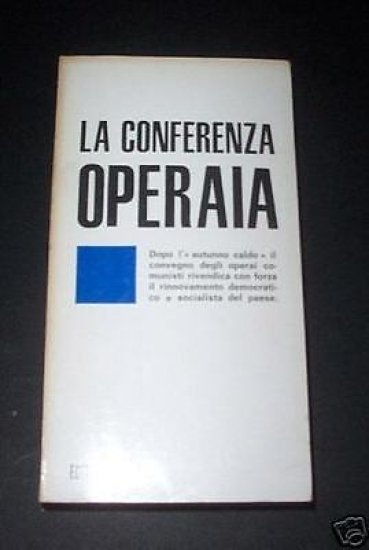 LA CONFERENZA
OPERAIA
Dopo l'« autunno caldo » il
convegno degli operai co-
munisti rivendica con forza
il rinnovamento democrati-
co e socialista del paese.